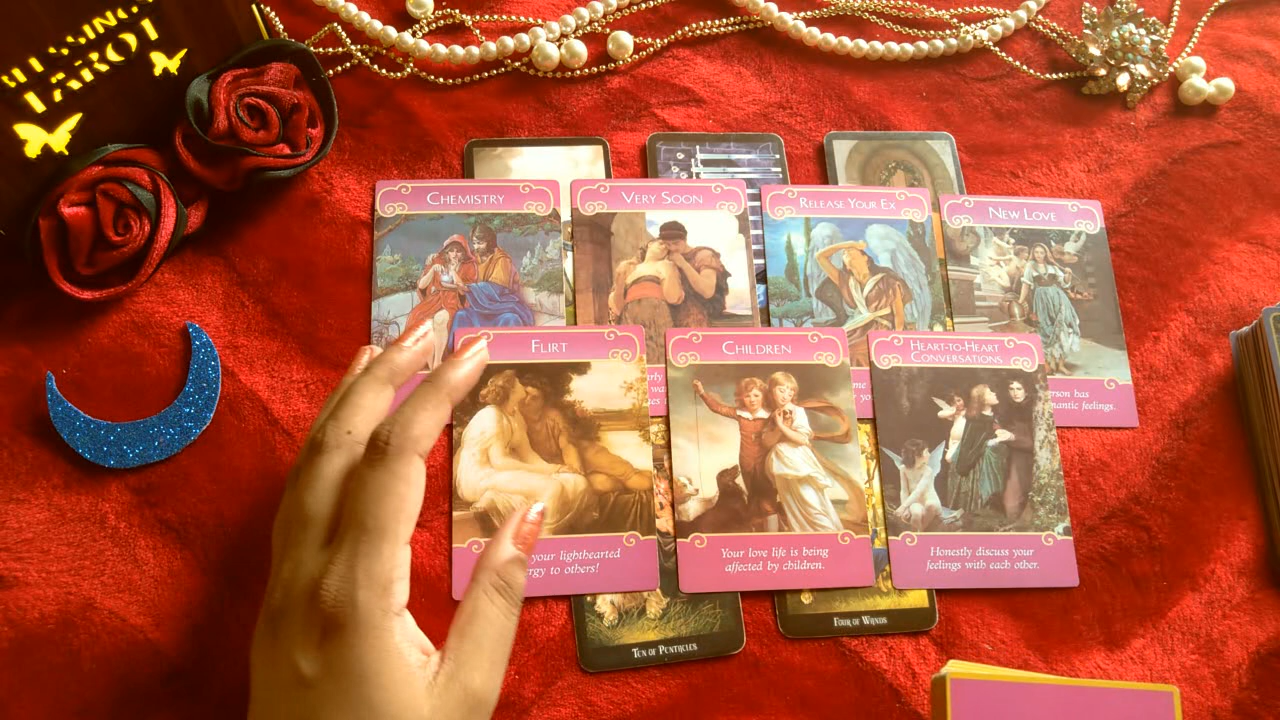 BLESSINGS
TAROT
CHEMISTRY
VERY SOON
RELEASE YOUR EX
NEW LOVE
FLIRT
CHILDREN
HEART-TO-HEART
CONVERSATIONS
your lighthearted
to others!
Your love life is being
affected by children.
Honestly discuss your
feelings with each other.
has
feelings.
TEN OF PENTACLES
FOUR OF WANDS